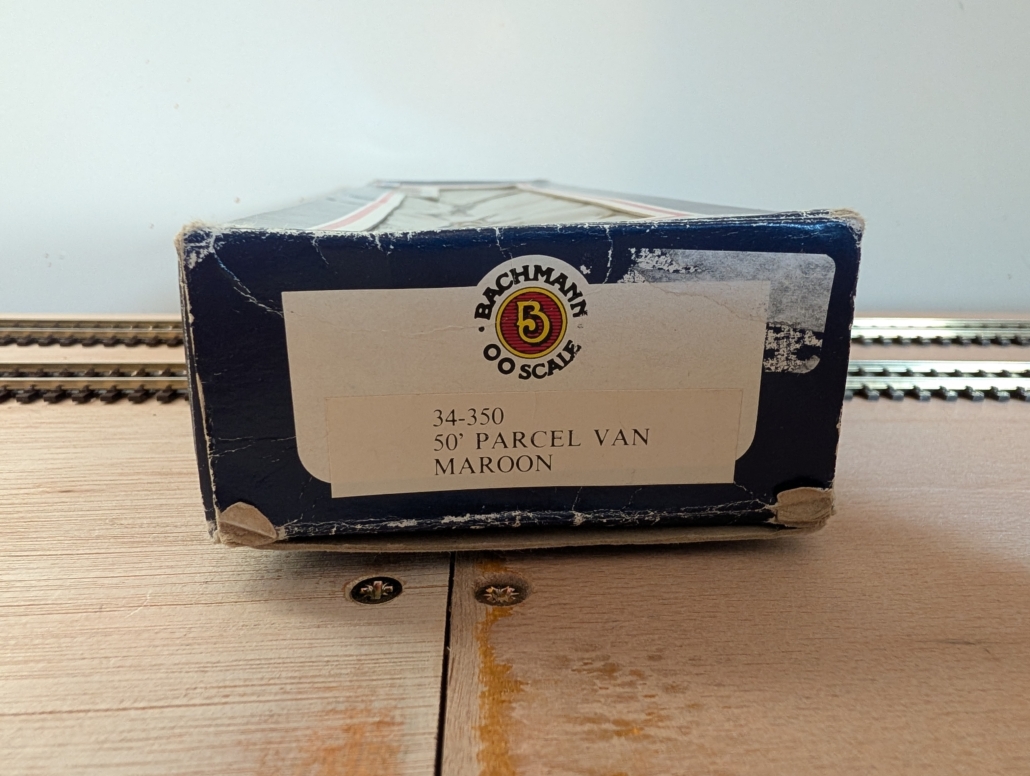 BACHMANN
B
OO SCALE
34-350
50' PARCEL VAN
MAROON